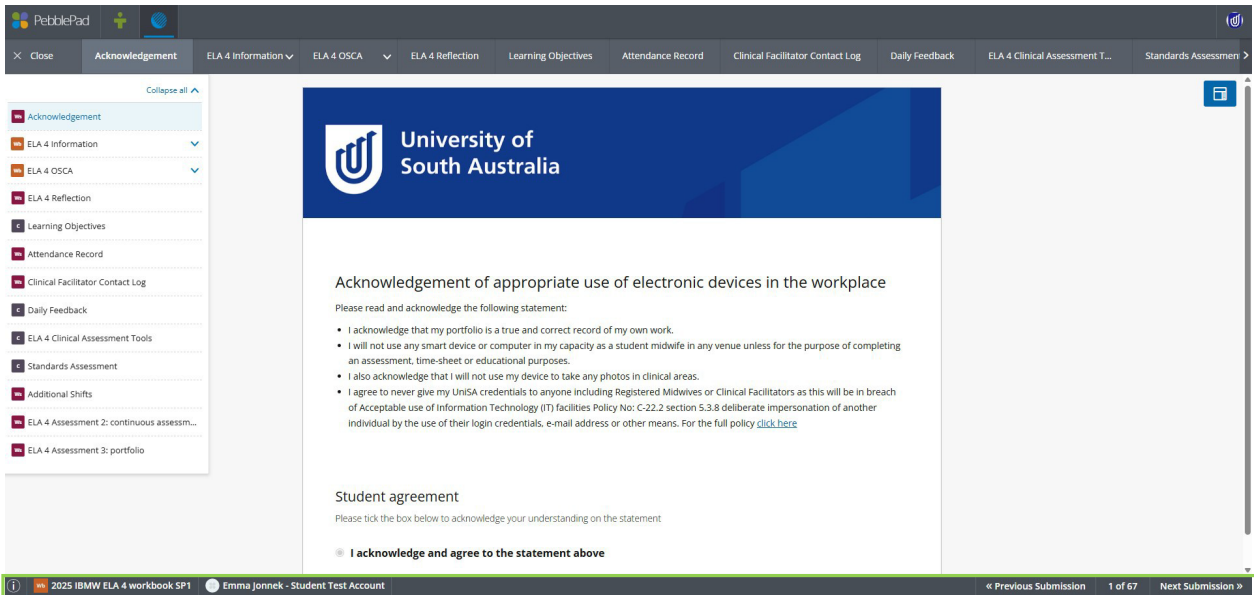 PebblePad
Close
Acknowledgement
ELA 4 Information
ELA 4 OSCA
ELA 4 Reflection
Learning Objectives
Attendance Record
Clinical Facilitator Contact Log
Daily Feedback
ELA 4 Clinical Assessment T...
Standards Assessmen
Collapse all
Ws Acknowledgement
Wb ELA 4 Information
Wb ELA 4 OSCA
Ws ELA 4 Reflection
C Learning Objectives
Ws Attendance Record
Ws Clinical Facilitator Contact Log
C Daily Feedback
C ELA 4 Clinical Assessment Tools
C Standards Assessment
Ws Additional Shifts
Ws ELA 4 Assessment 2: continuous assessm...
Ws ELA 4 Assessment 3: portfolio
University of
South Australia
Acknowledgement of appropriate use of electronic devices in the workplace
Please read and acknowledge the following statement:
• I acknowledge that my portfolio is a true and correct record of my own work.
• I will not use any smart device or computer in my capacity as a student midwife in any venue unless for the purpose of completing
an assessment, time-sheet or educational purposes.
• I also acknowledge that I will not use my device to take any photos in clinical areas.
• I agree to never give my UniSA credentials to anyone including Registered Midwives or Clinical Facilitators as this will be in breach
of Acceptable use of Information Technology (IT) facilities Policy No: C-22.2 section 5.3.8 deliberate impersonation of another
individual by the use of their login credentials, e-mail address or other means. For the full policy click here
Student agreement
Please tick the box below to acknowledge your understanding on the statement
I acknowledge and agree to the statement above
Wb 2025 IBMW ELA 4 workbook SP1
Emma Jonnek - Student Test Account
« Previous Submission
1 of 67
Next Submission »